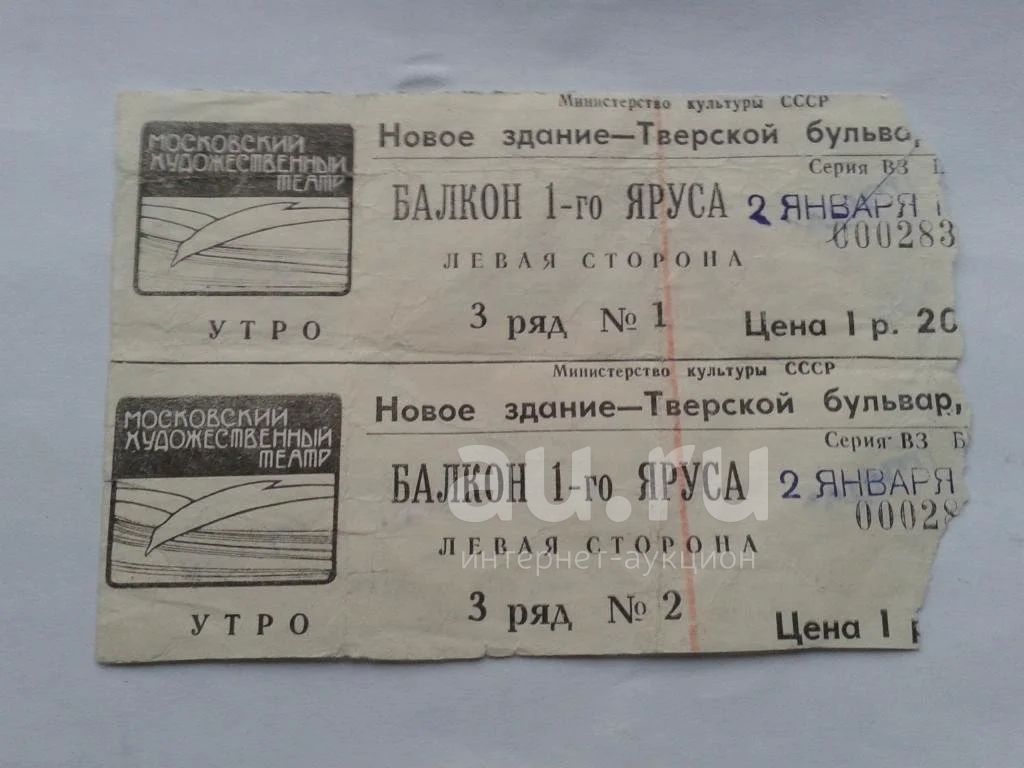 Министерство культуры СССР
МОСКОВСКИЙ
ХУДОЖЕСТВЕННЫЙ
ТЕАТР
Новое здание—Тверской бульвар,
Серия ВЗ
БАЛКОН 1-го ЯРУСА 2 ЯНВАРЯ
000283
ЛЕВАЯ СТОРОНА
УТРО
3 ряд № 1 Цена 1 р. 20
Министерство культуры СССР
МОСКОВСКИЙ
ХУДОЖЕСТВЕННЫЙ
ТЕАТР
Новое здание—Тверской бульвар,
Серия ВЗ Б
БАЛКОН 1-го ЯРУСА 2 ЯНВАРЯ
00028
ЛЕВАЯ СТОРОНА
УТРО
3 ряд № 2 Цена 1 р
au.ru
интернет-аукцион